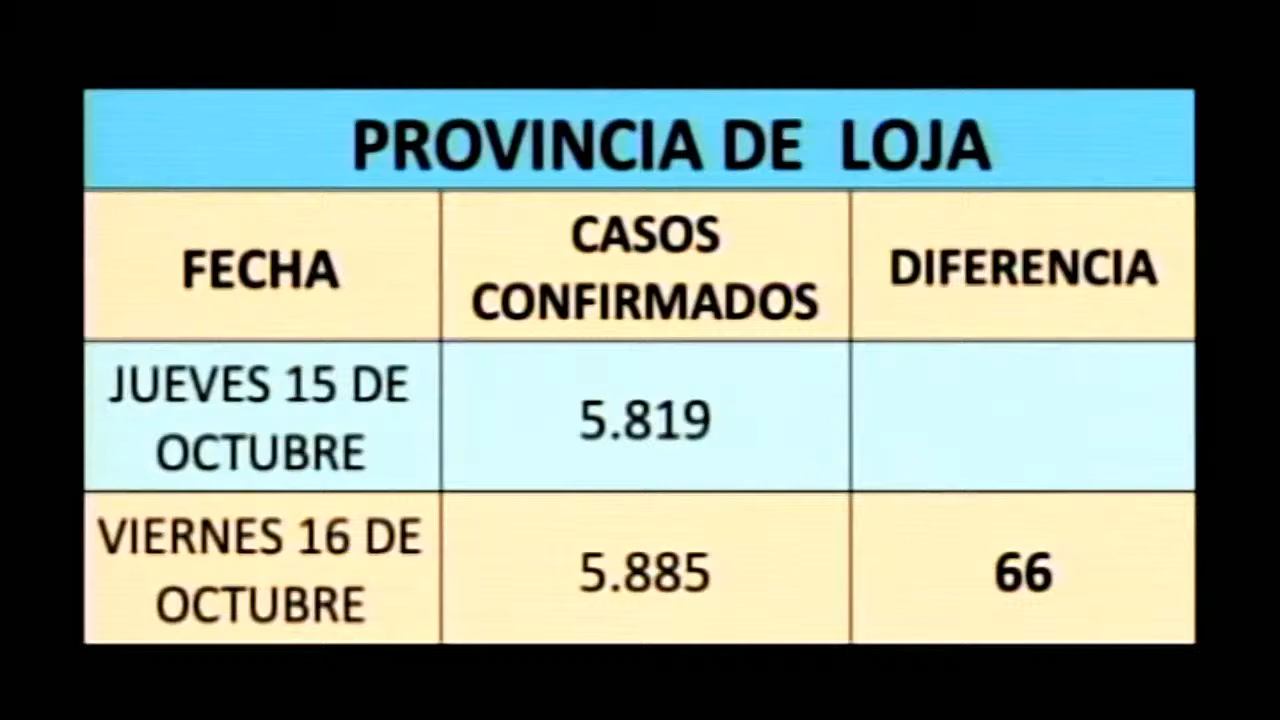 PROVINCIA DE LOJA
FECHA
CASOS
CONFIRMADOS
DIFERENCIA
JUEVES 15 DE
OCTUBRE
5.819
VIERNES 16 DE
OCTUBRE
5.885
66